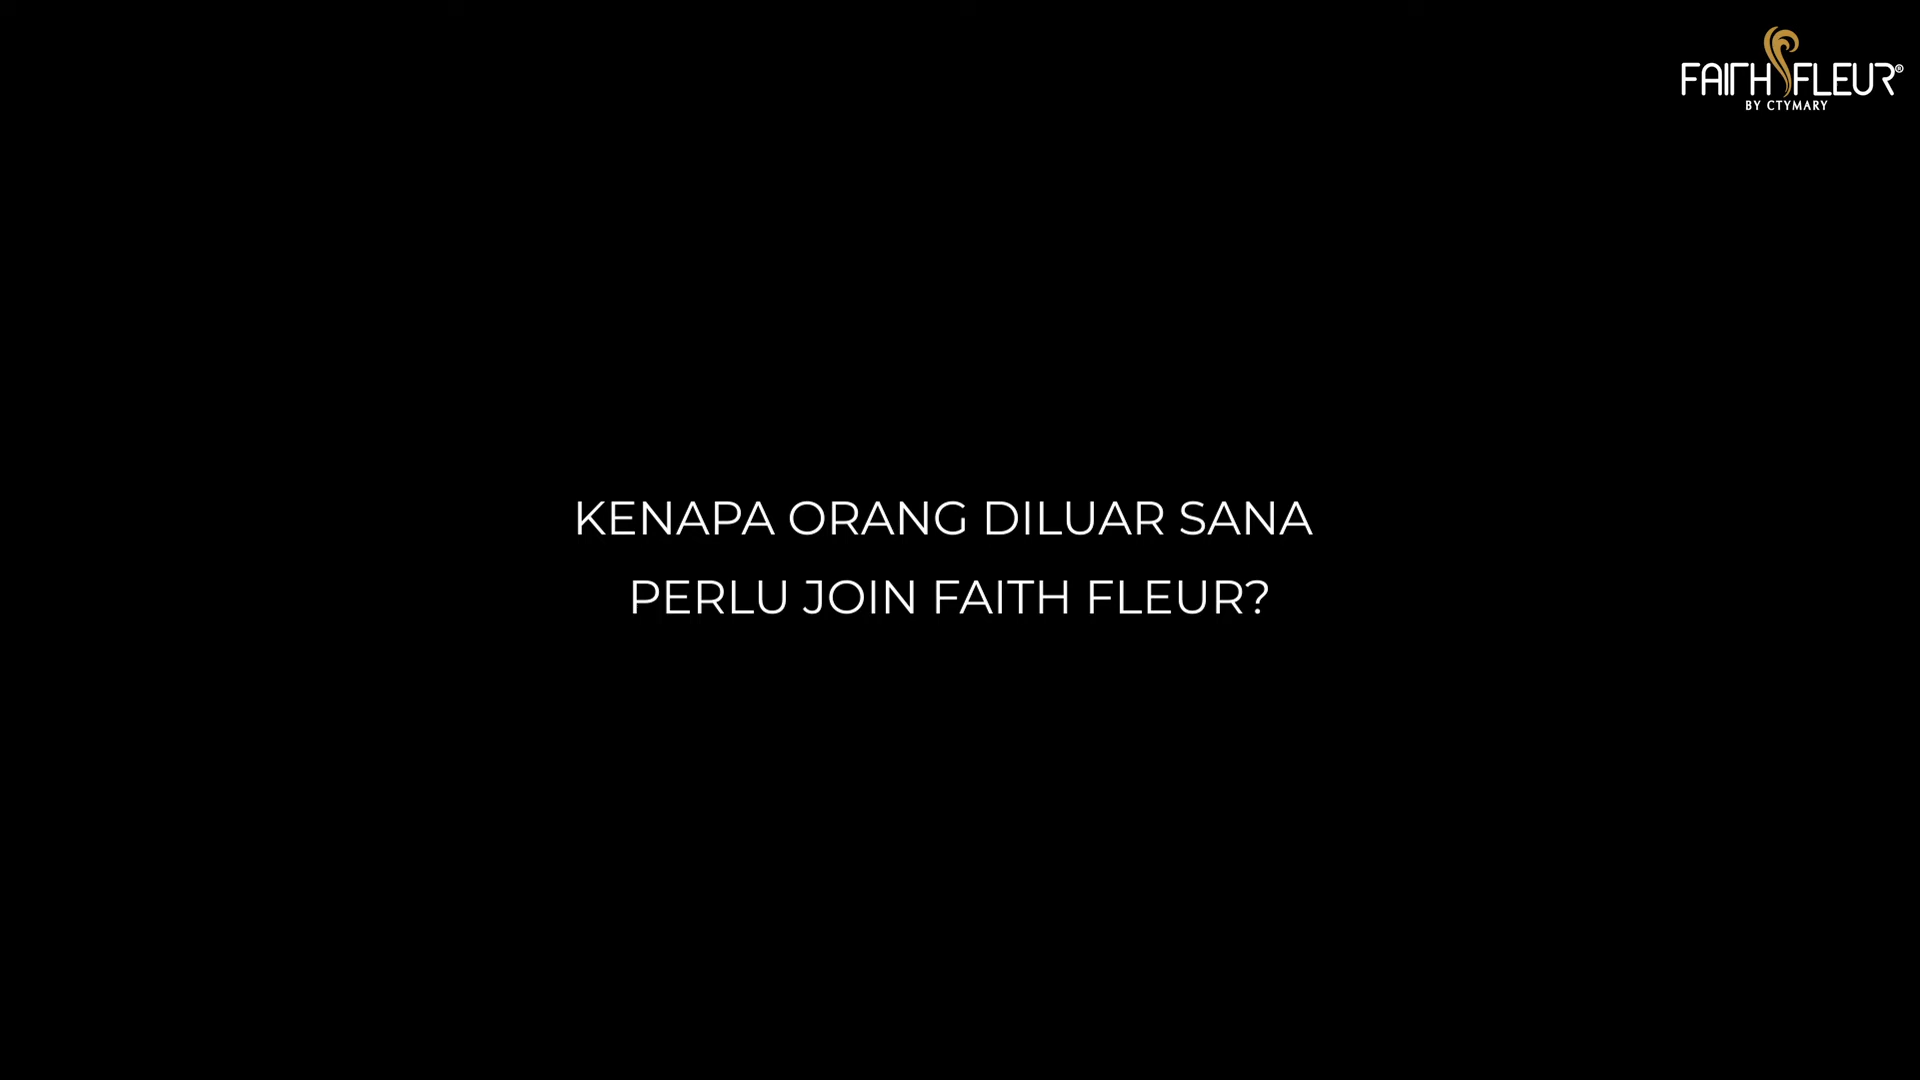 FAITH FLEUR®
BY CTYMARY
KENAPA ORANG DILUAR SANA
PERLU JOIN FAITH FLEUR?